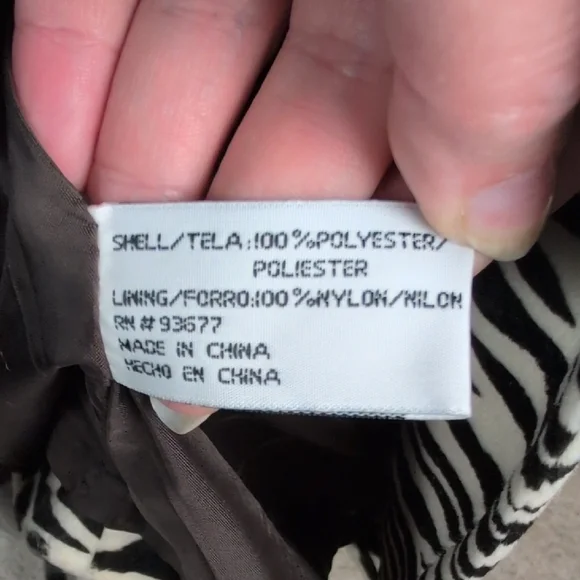 SHELL/TELA:100%POLYESTER/
POLIESTER
LINING/FORRO:100%NYLON/NILON
RN # 93677
MADE IN CHINA
HECHO EN CHINA